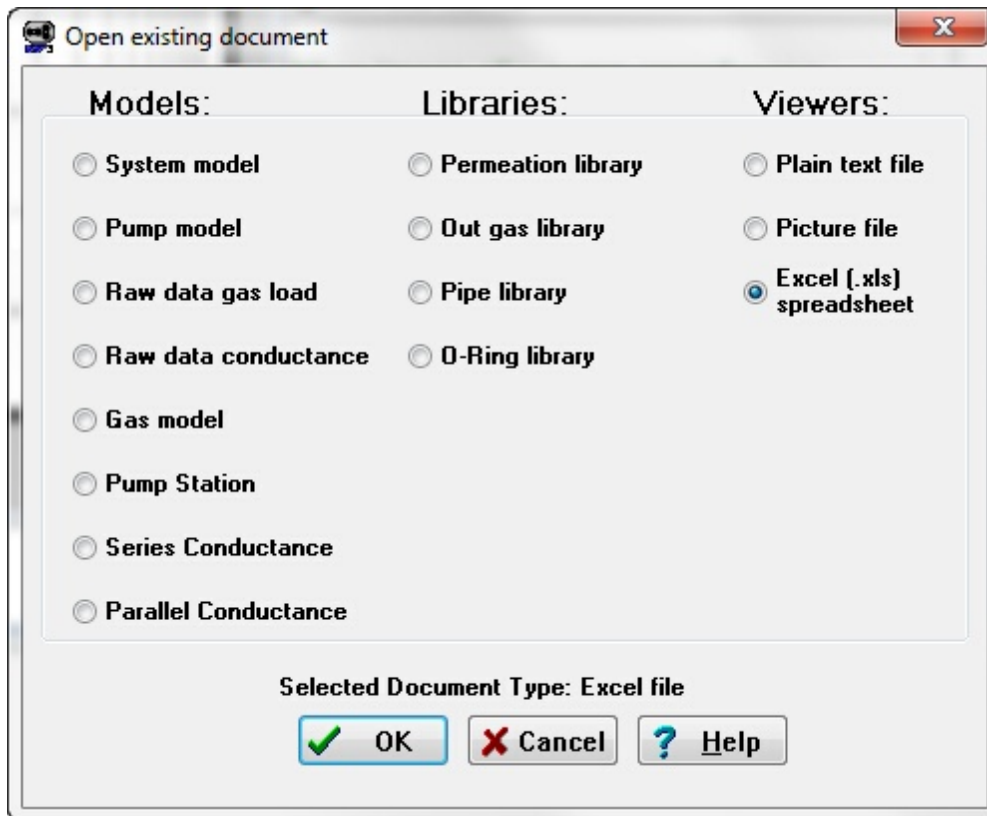 Open existing document
Models:
Libraries:
Viewers:
System model
Permeation library
Plain text file
Pump model
Out gas library
Picture file
Raw data gas load
Pipe library
Excel (.xls)
spreadsheet
Raw data conductance
O-Ring library
Gas model
Pump Station
Series Conductance
Parallel Conductance
Selected Document Type: Excel file
OK
Cancel
? Help